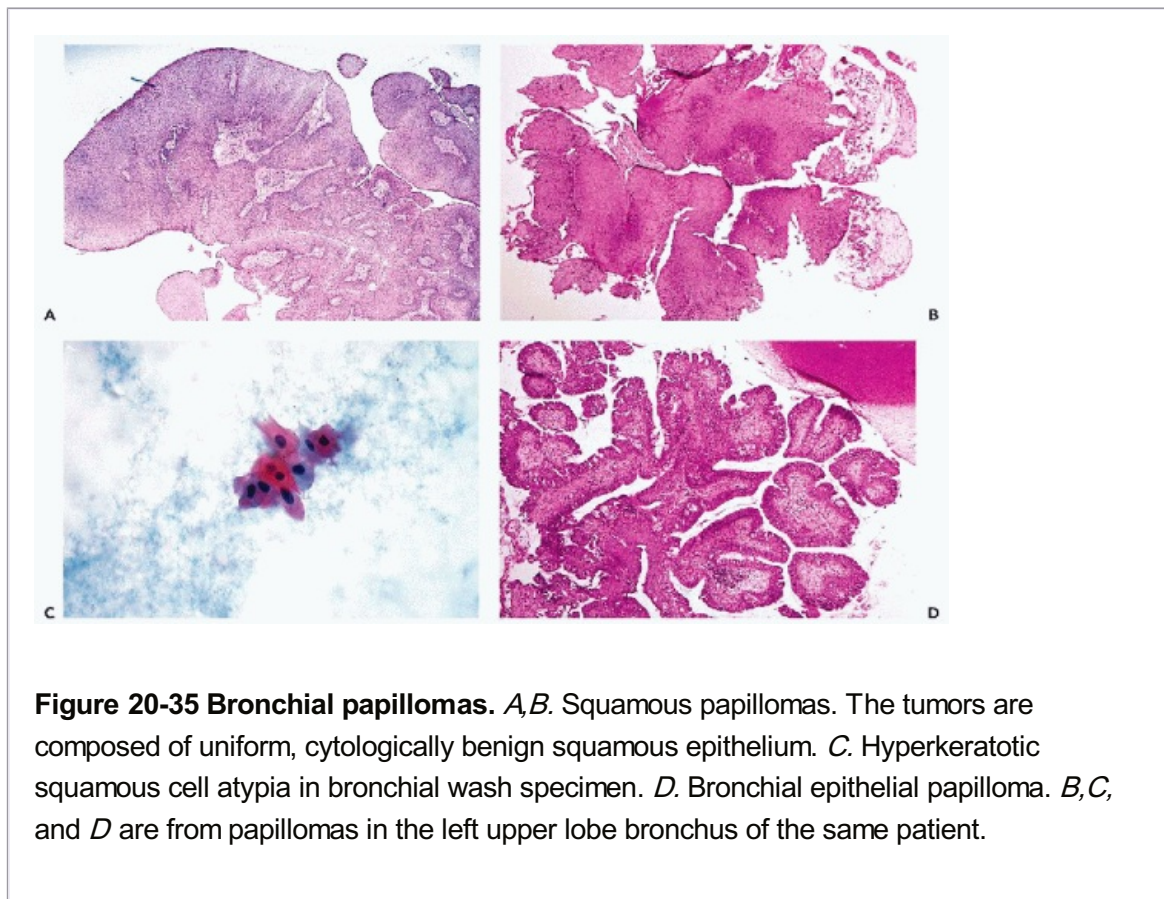 A
B
C
D
Figure 20-35 Bronchial papillomas. A,B. Squamous papillomas. The tumors are
composed of uniform, cytologically benign squamous epithelium. C. Hyperkeratotic
squamous cell atypia in bronchial wash specimen. D. Bronchial epithelial papilloma. B,C,
and D are from papillomas in the left upper lobe bronchus of the same patient.